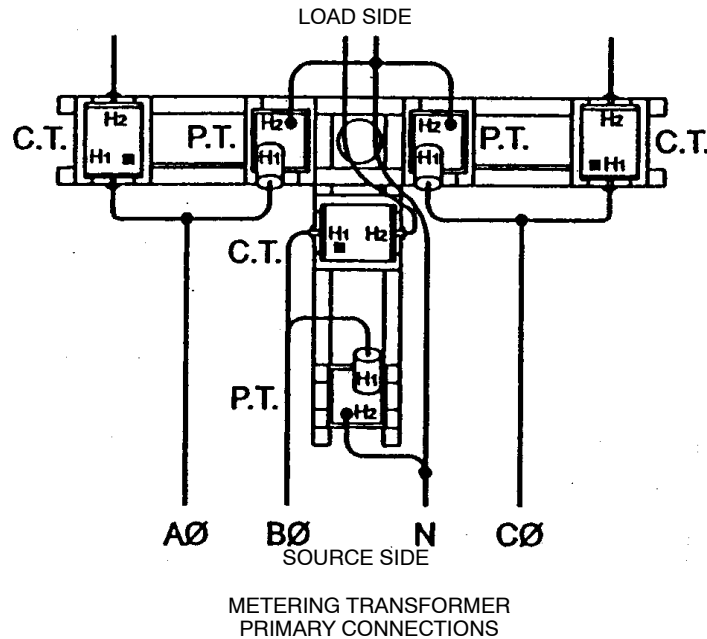 LOAD SIDE
H2
H2
H2
H2
C.T.
P.T.
P.T.
C.T.
H1
H1
H1
H1
C.T.
H1
H2
P.T.
H1
H2
AØ
BØ
N
CØ
SOURCE SIDE
METERING TRANSFORMER
PRIMARY CONNECTIONS